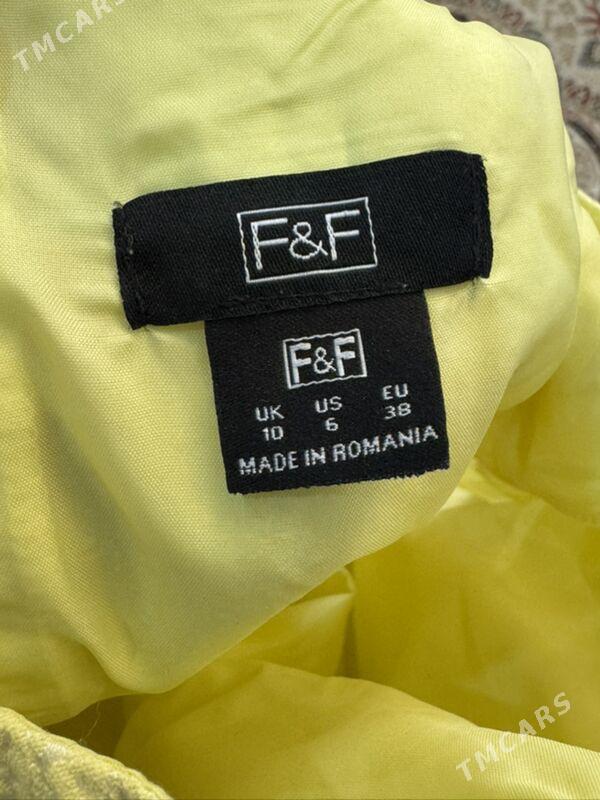 TMCARS
F&F
F&F
UK US EU
10 6 38
MADE IN ROMANIA
TMCARS